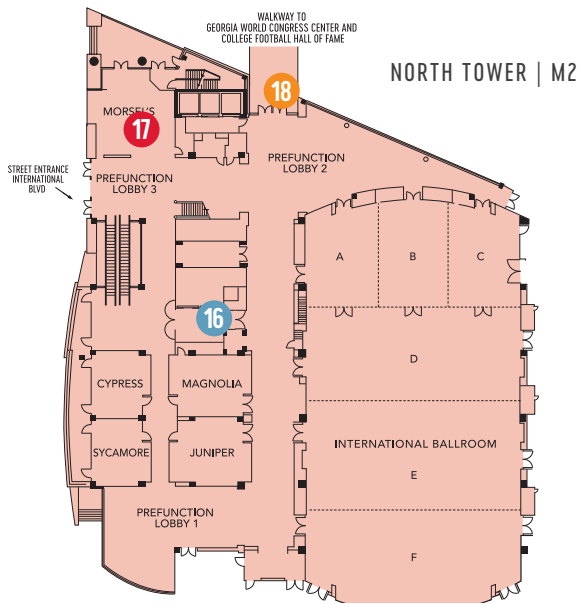 WALKWAY TO
GEORGIA WORLD CONGRESS CENTER AND
COLLEGE FOOTBALL HALL OF FAME
NORTH TOWER | M2
18
MORSEL'S
17
PREFUNCTION
LOBBY 2
STREET ENTRANCE
INTERNATIONAL
BLVD
PREFUNCTION
LOBBY 3
A
B
C
16
D
CYPRESS
MAGNOLIA
INTERNATIONAL BALLROOM
SYCAMORE
JUNIPER
E
PREFUNCTION
LOBBY 1
F